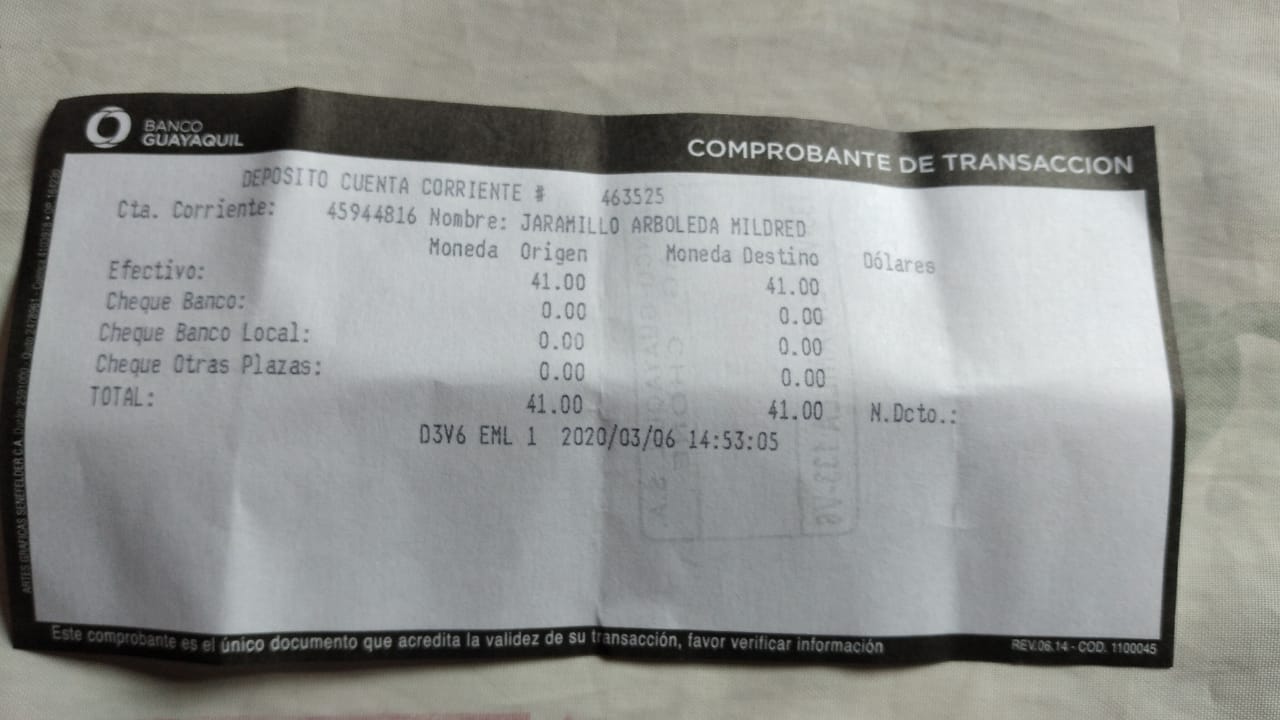 BANCO
GUAYAQUIL
COMPROBANTE DE TRANSACCION
DEPOSITO CUENTA CORRIENTE # 463525
Cta. Corriente: 45944816 Nombre: JARAMILLO ARBOLEDA MILDRED
Moneda Origen Moneda Destino Dólares
Efectivo: 41.00 41.00
Cheque Banco: 0.00 0.00
Cheque Banco Local: 0.00 0.00
Cheque Otras Plazas: 0.00 0.00
TOTAL: 41.00 41.00 N.Dcto.:
D3V6 EML 1 2020/03/06 14:53:05
Este comprobante es el único documento que acredita la validez de su transacción, favor verificar información
REV.06.14 - COD. 1100045
ARTES GRAFICAS SENEFELDER C.A.